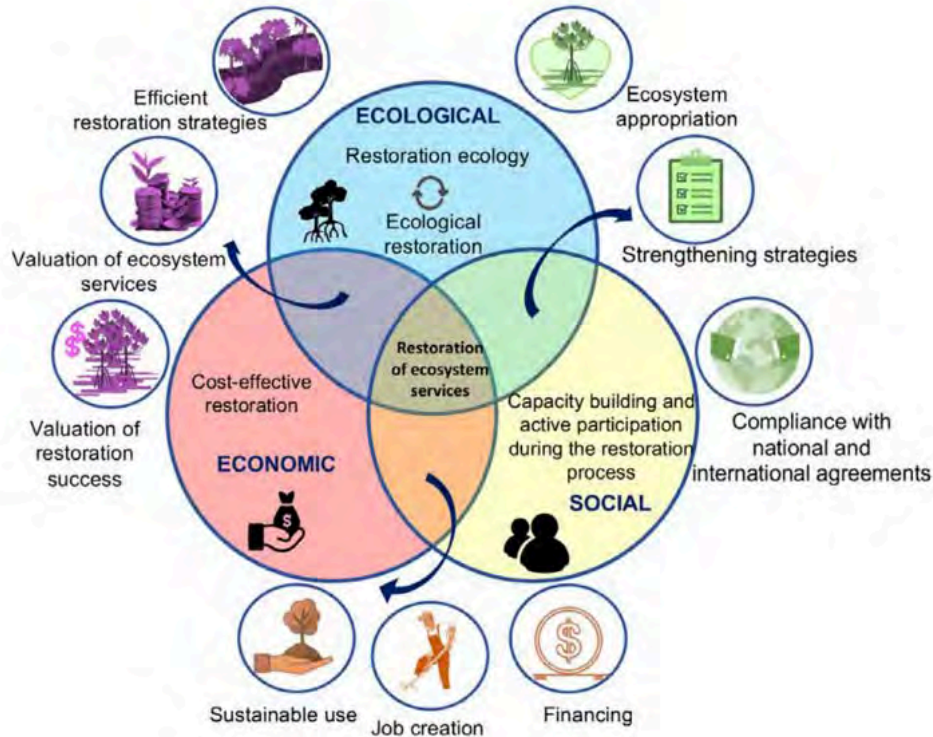 Efficient
restoration strategies
ECOLOGICAL
Restoration ecology
Ecological
restoration
Ecosystem
appropriation
Valuation of ecosystem
services
Strengthening strategies
$$
Restoration
of ecosystem
services
Cost-effective
restoration
Capacity building and
active participation
during the restoration
process
Valuation of
restoration
success
Compliance with
national and
international agreements
ECONOMIC
$
SOCIAL
$
Sustainable use
Job creation
Financing